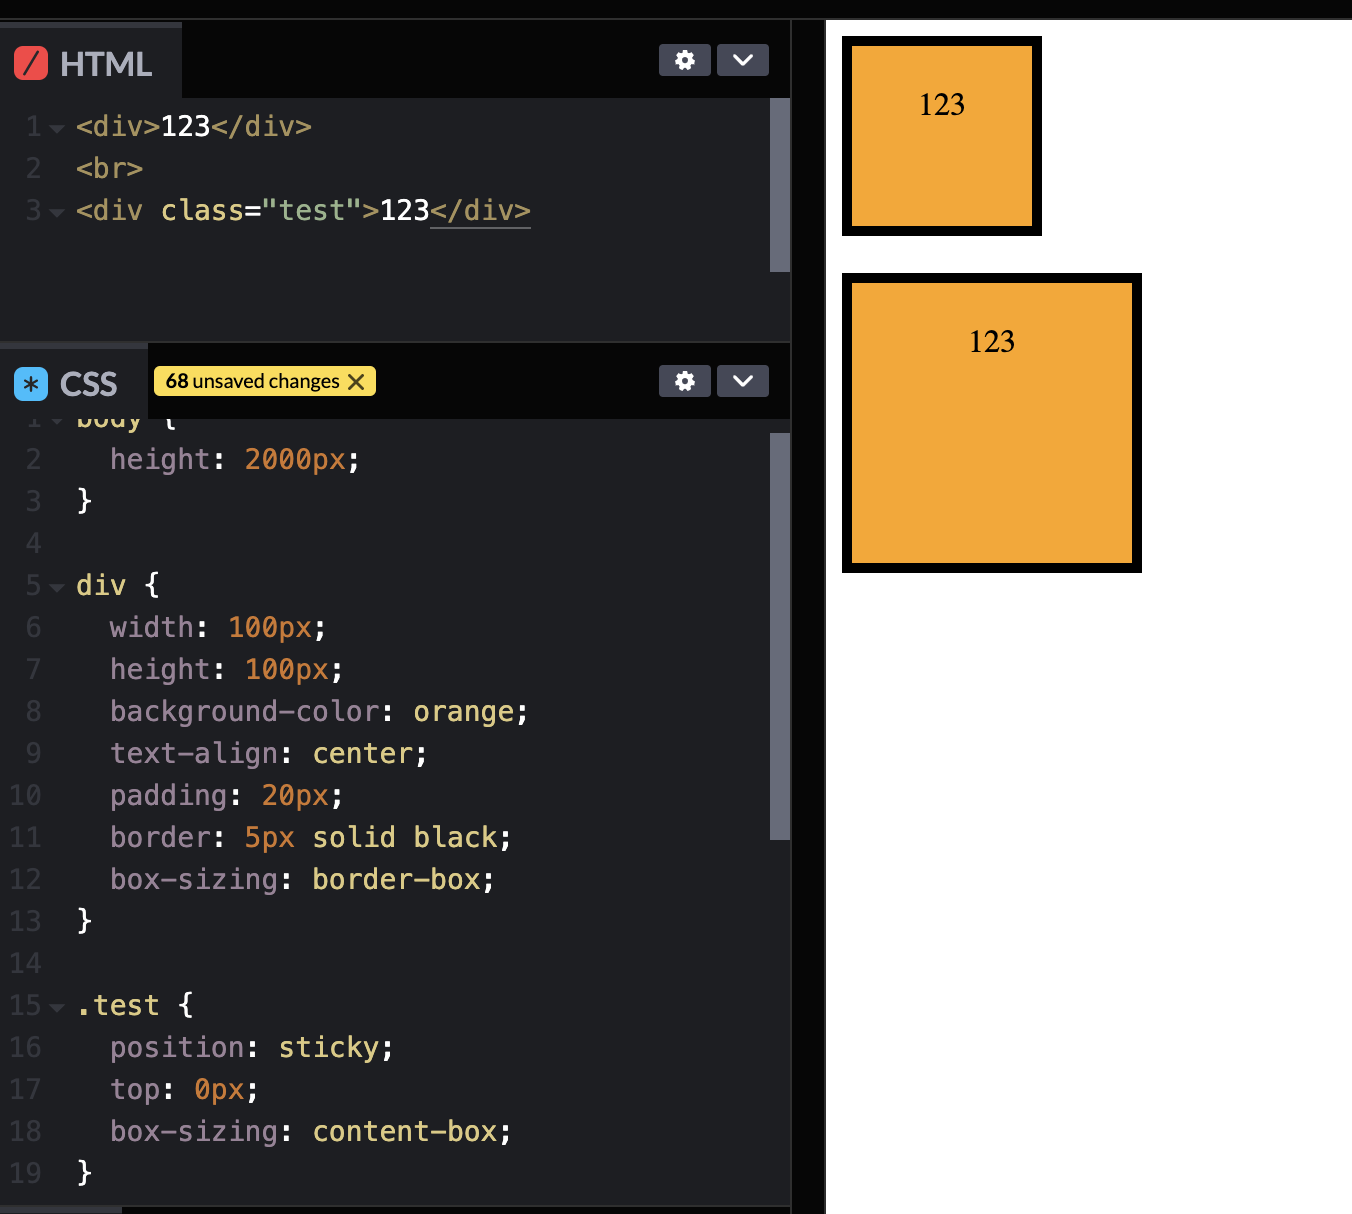 HTML
1 <div>123</div>
2 <br>
3 <div class="test">123</div>
CSS
68 unsaved changes
1 body {
2 height: 2000px;
3 }
4
5 div {
6 width: 100px;
7 height: 100px;
8 background-color: orange;
9 text-align: center;
10 padding: 20px;
11 border: 5px solid black;
12 box-sizing: border-box;
13 }
14
15 .test {
16 position: sticky;
17 top: 0px;
18 box-sizing: content-box;
19 }
123
123